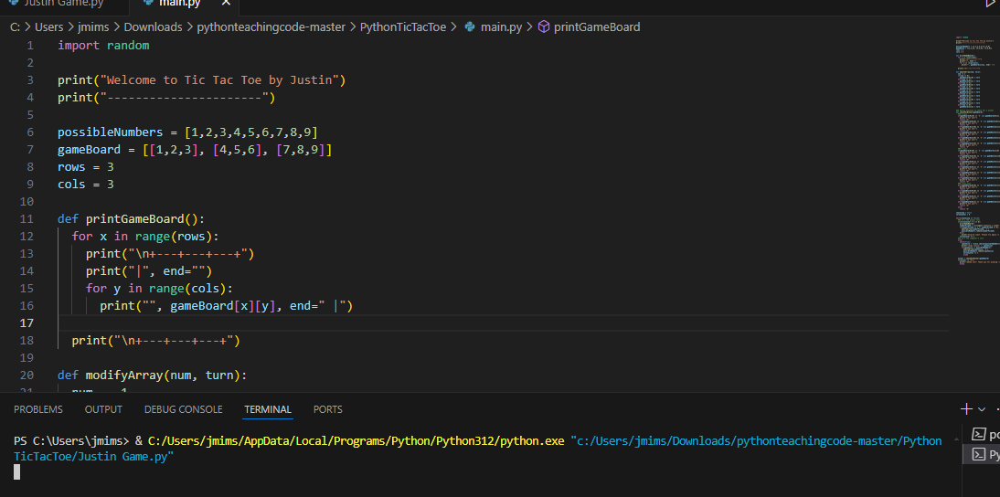 Justin Game.py main.py ×
C: > Users > jmims > Downloads > pythonteachingcode-master > PythonTicTacToe > main.py > printGameBoard
1 import random
2
3 print("Welcome to Tic Tac Toe by Justin")
4 print("----------------------")
5
6 possibleNumbers = [1,2,3,4,5,6,7,8,9]
7 gameBoard = [[1,2,3], [4,5,6], [7,8,9]]
8 rows = 3
9 cols = 3
10
11 def printGameBoard():
12 for x in range(rows):
13 print("\n+---+---+---+")
14 print("|", end="")
15 for y in range(cols):
16 print("", gameBoard[x][y], end=" |")
17
18 print("\n+---+---+---+")
19
20 def modifyArray(num, turn):
21
PROBLEMS OUTPUT DEBUG CONSOLE TERMINAL PORTS
PS C:\Users\jmims> & C:/Users/jmims/AppData/Local/Programs/Python/Python312/python.exe "c:/Users/jmims/Downloads/pythonteachingcode-master/Python
TicTacToe/Justin Game.py"
po
Py